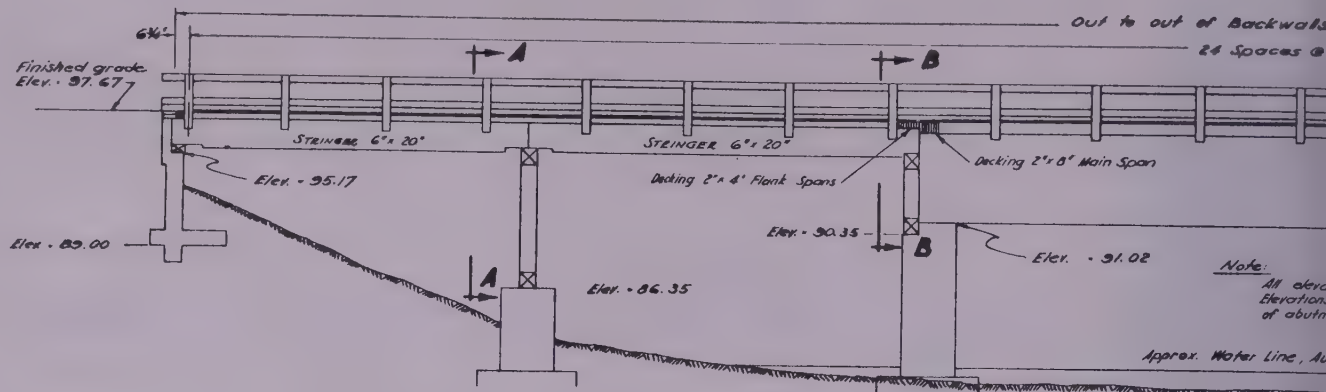 Out to out of Backwalls
6¾"
A
B
24 Spaces @
Finished grade
Elev. = 97.67
STRINGER 6" x 20"
STRINGER 6" x 20"
Decking 2" x 4" Flank Spans
Decking 2" x 8" Main Span
Elev. = 95.17
Elev. = 89.00
Elev. = 90.35
B
Elev. = 91.02
A
Elev. = 86.35
Note:
All eleva
Elevations
of abutm
Approx. Water Line, Au